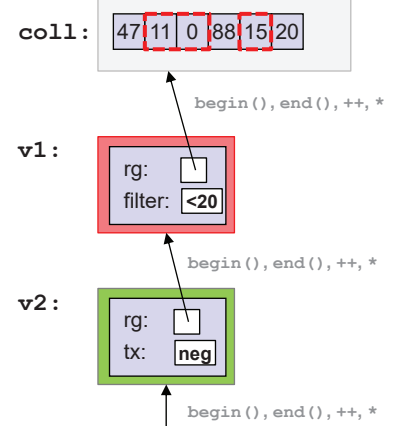 coll: 47 11 0 88 15 20
begin(), end(), ++, *
v1:
rg:
filter: <20
begin(), end(), ++, *
v2:
rg:
tx: neg
begin(), end(), ++, *